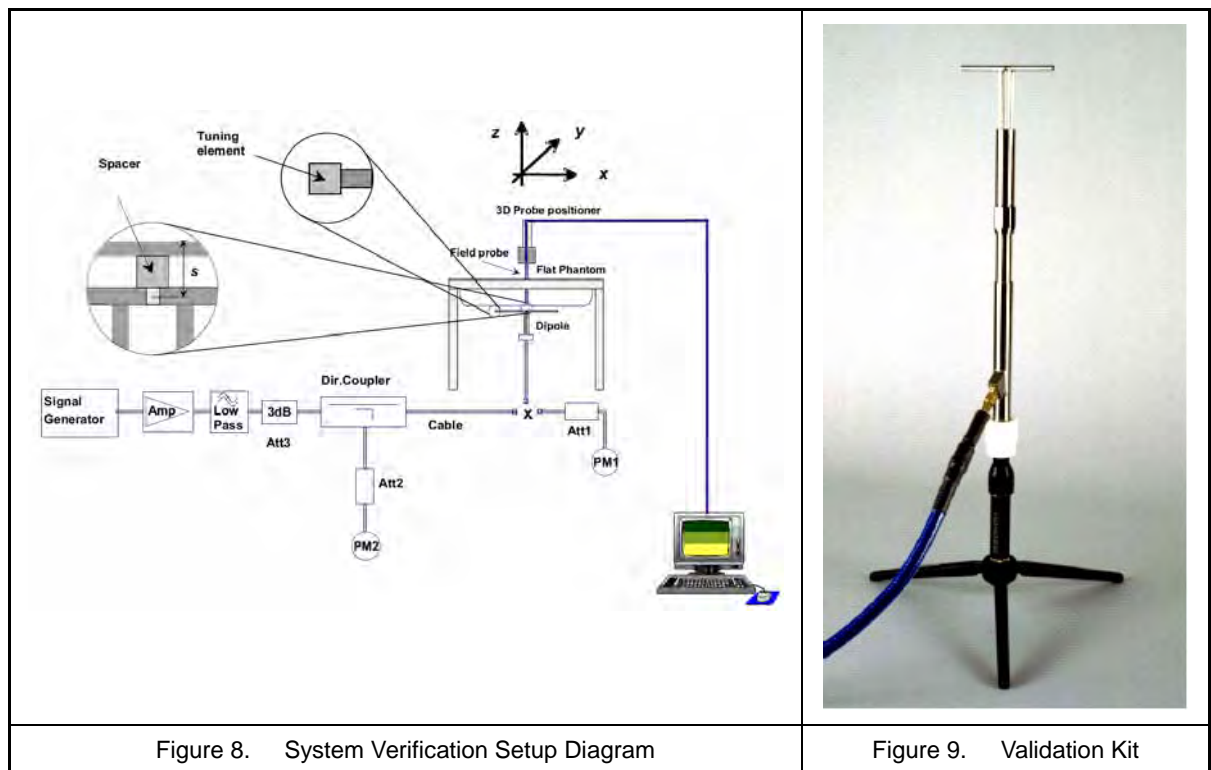 Tuning
element
Spacer
s
z
y
x
3D Probe positioner
Field probe
Flat Phantom
Dipole
Signal
Generator
Amp
Low
Pass
3dB
Att3
Dir.Coupler
Cable
X
Att1
PM1
Att2
PM2
Figure 8. System Verification Setup Diagram
Figure 9. Validation Kit